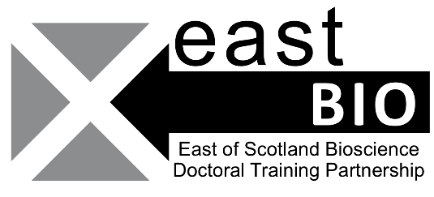 east
BIO
East of Scotland Bioscience
Doctoral Training Partnership